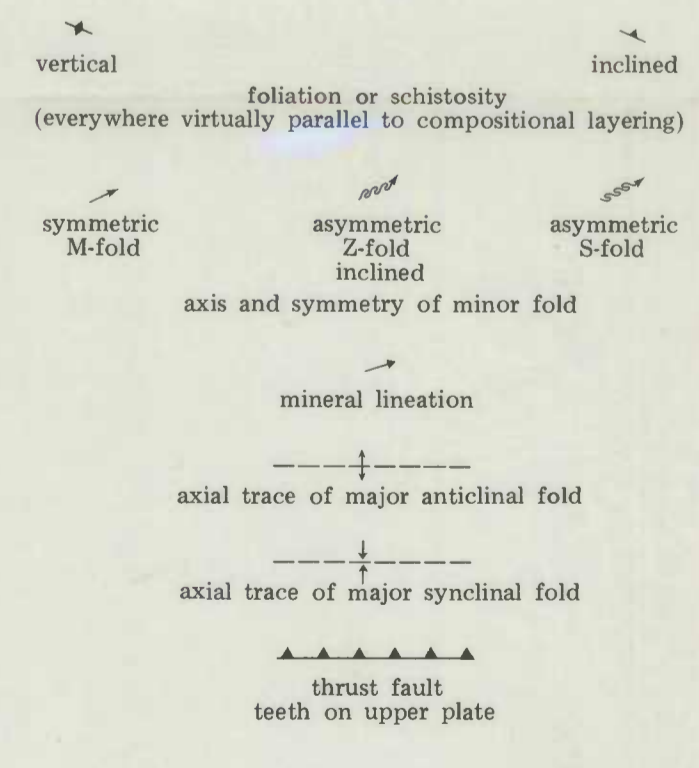 vertical inclined
foliation or schistosity
(everywhere virtually parallel to compositional layering)
symmetric asymmetric asymmetric
M-fold Z-fold S-fold
inclined
axis and symmetry of minor fold
mineral lineation
axial trace of major anticlinal fold
axial trace of major synclinal fold
thrust fault
teeth on upper plate